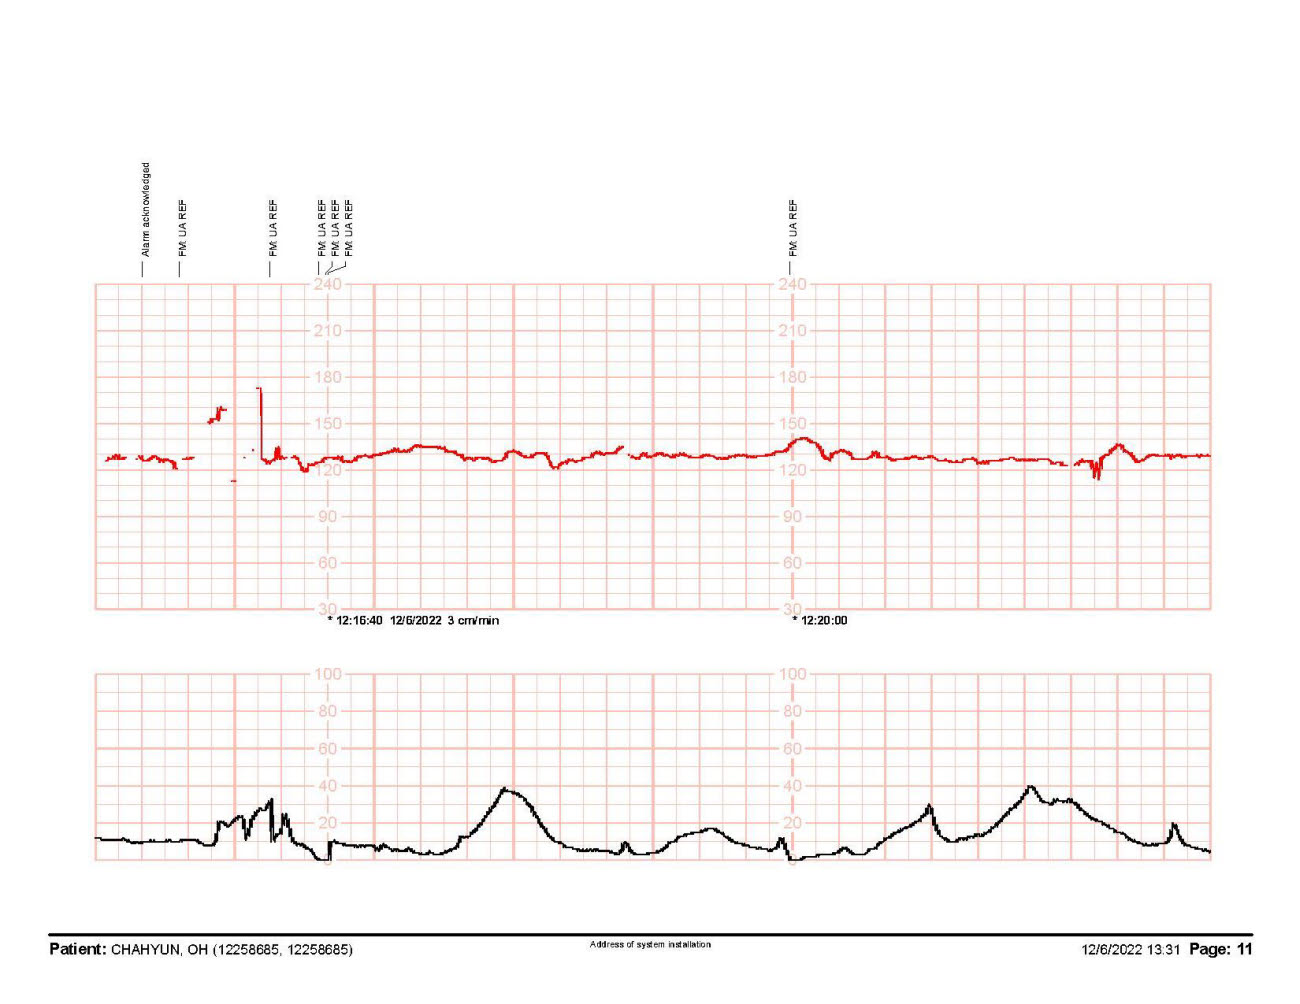 Alarm acknowledged
FM: UA REF
FM: UA REF
FM: UA REF
FM: UA REF
FM: UA REF
FM: UA REF
240 240
210 210
180 180
150 150
120 120
90 90
60 60
30 30
* 12:16:40 12/6/2022 3 cm/min * 12:20:00
100 100
80 80
60 60
40 40
20 20
0 0
Patient: CHAHYUN, OH (12258685, 12258685) Address of system installation 12/6/2022 13:31 Page: 11